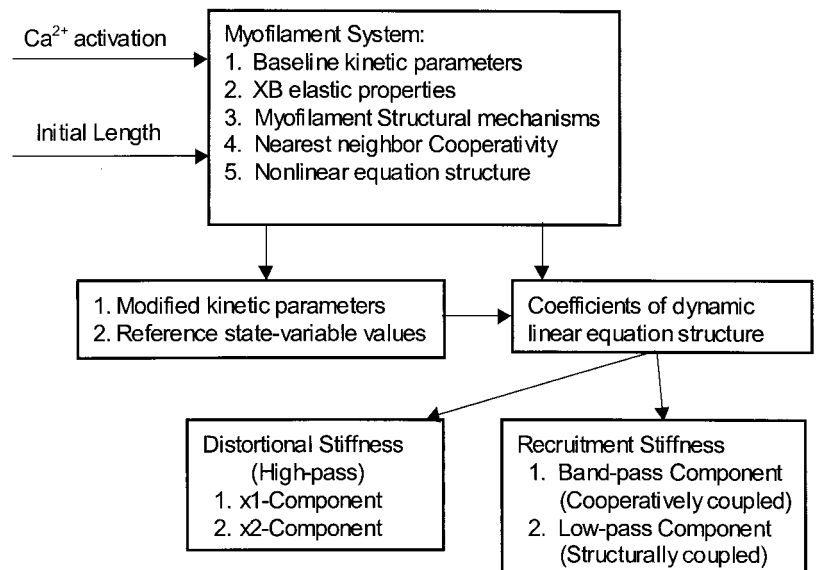 Ca²⁺ activation
Initial Length
Myofilament System:
1. Baseline kinetic parameters
2. XB elastic properties
3. Myofilament Structural mechanisms
4. Nearest neighbor Cooperativity
5. Nonlinear equation structure
1. Modified kinetic parameters
2. Reference state-variable values
Coefficients of dynamic
linear equation structure
Distortional Stiffness
(High-pass)
1. x1-Component
2. x2-Component
Recruitment Stiffness
1. Band-pass Component
(Cooperatively coupled)
2. Low-pass Component
(Structurally coupled)